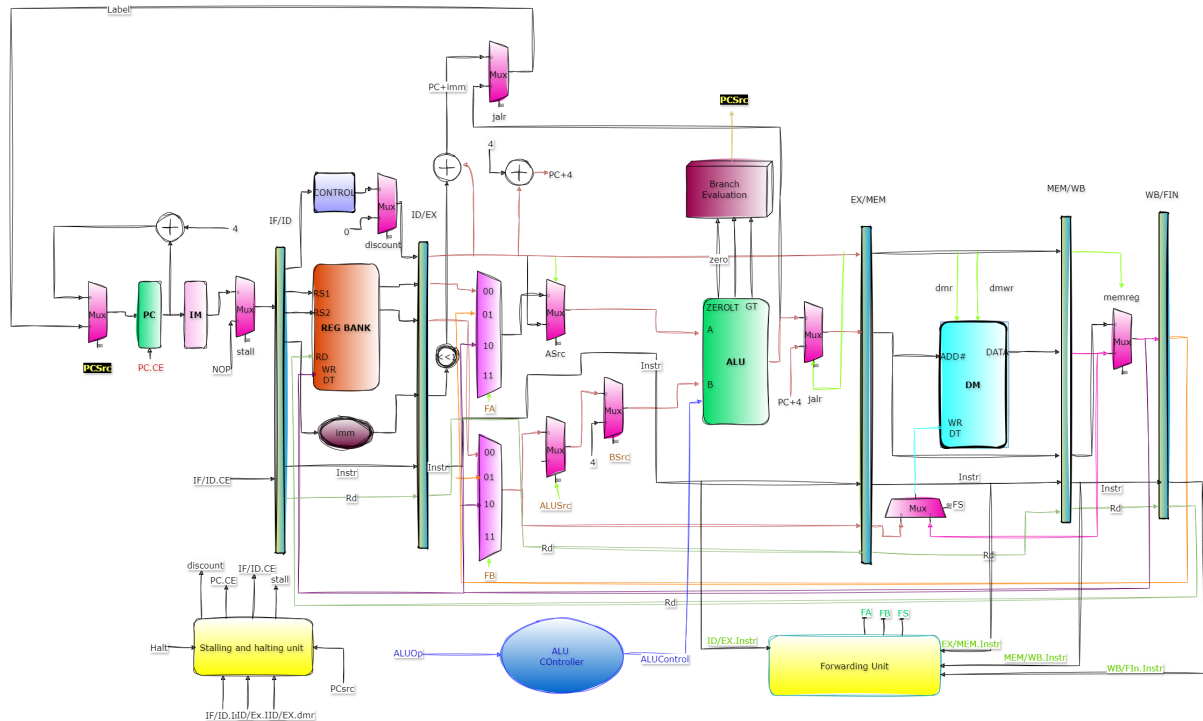 Label
Mux
PC+imm
jalr
PCSrc
4
PC+4
Branch
Evaluation
CONTROL
Mux
0
discount
IF/ID
ID/EX
EX/MEM
MEM/WB
WB/FIN
4
zero
dmr
dmwr
memreg
Mux
PC
IM
Mux
stall
NOP
PCSrc
PC.CE
RS1
RS2
REG BANK
RD
WR
DT
imm
<<1
00
01
10
11
FA
Mux
ASrc
Instr
ZERO
LT
GT
A
ALU
B
Mux
PC+4
jalr
ADD#
DATA
DM
WR
DT
Mux
Mux
4
BSrc
Mux
ALUSrc
00
01
10
11
FB
IF/ID.CE
Instr
Instr
Rd
Rd
Instr
Mux
FS
Instr
Rd
Rd
Rd
discount
PC.CE
IF/ID.CE
stall
Halt
Stalling and halting unit
PCsrc
ID/EX.dmr
ALUOp
ALU
COntroller
ALUControl
ID/EX.Instr
FA
FB
FS
Forwarding Unit
EX/MEM.Instr
MEM/WB.Instr
WB/FIn.Instr